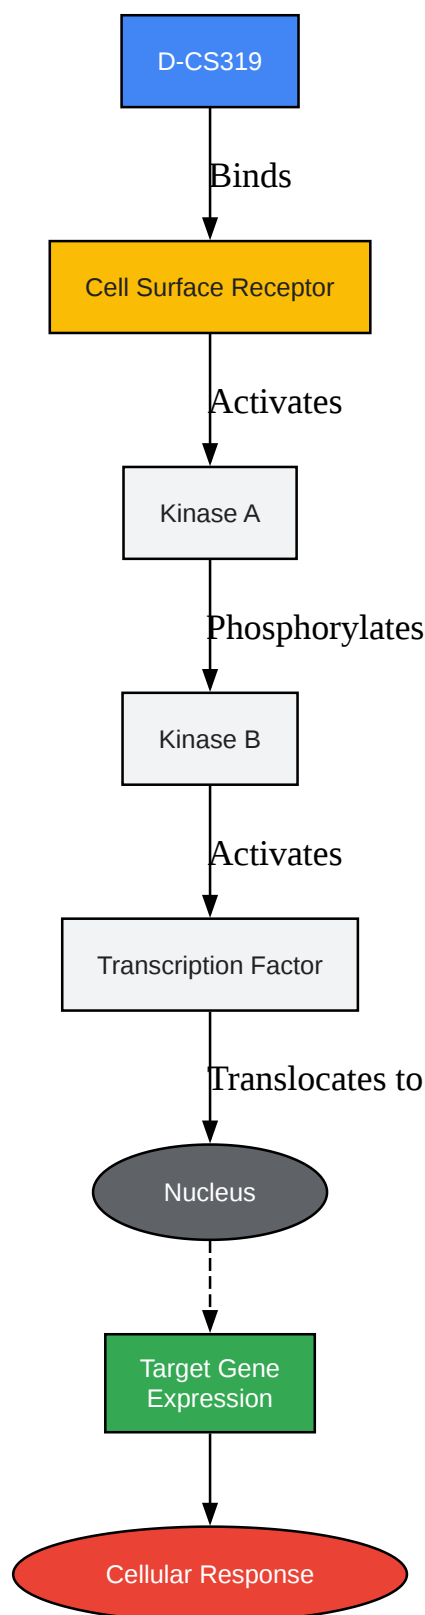 D-CS319
Binds
Cell Surface Receptor
Activates
Kinase A
Phosphorylates
Kinase B
Activates
Transcription Factor
Translocates to
Nucleus
Target Gene
Expression
Cellular Response